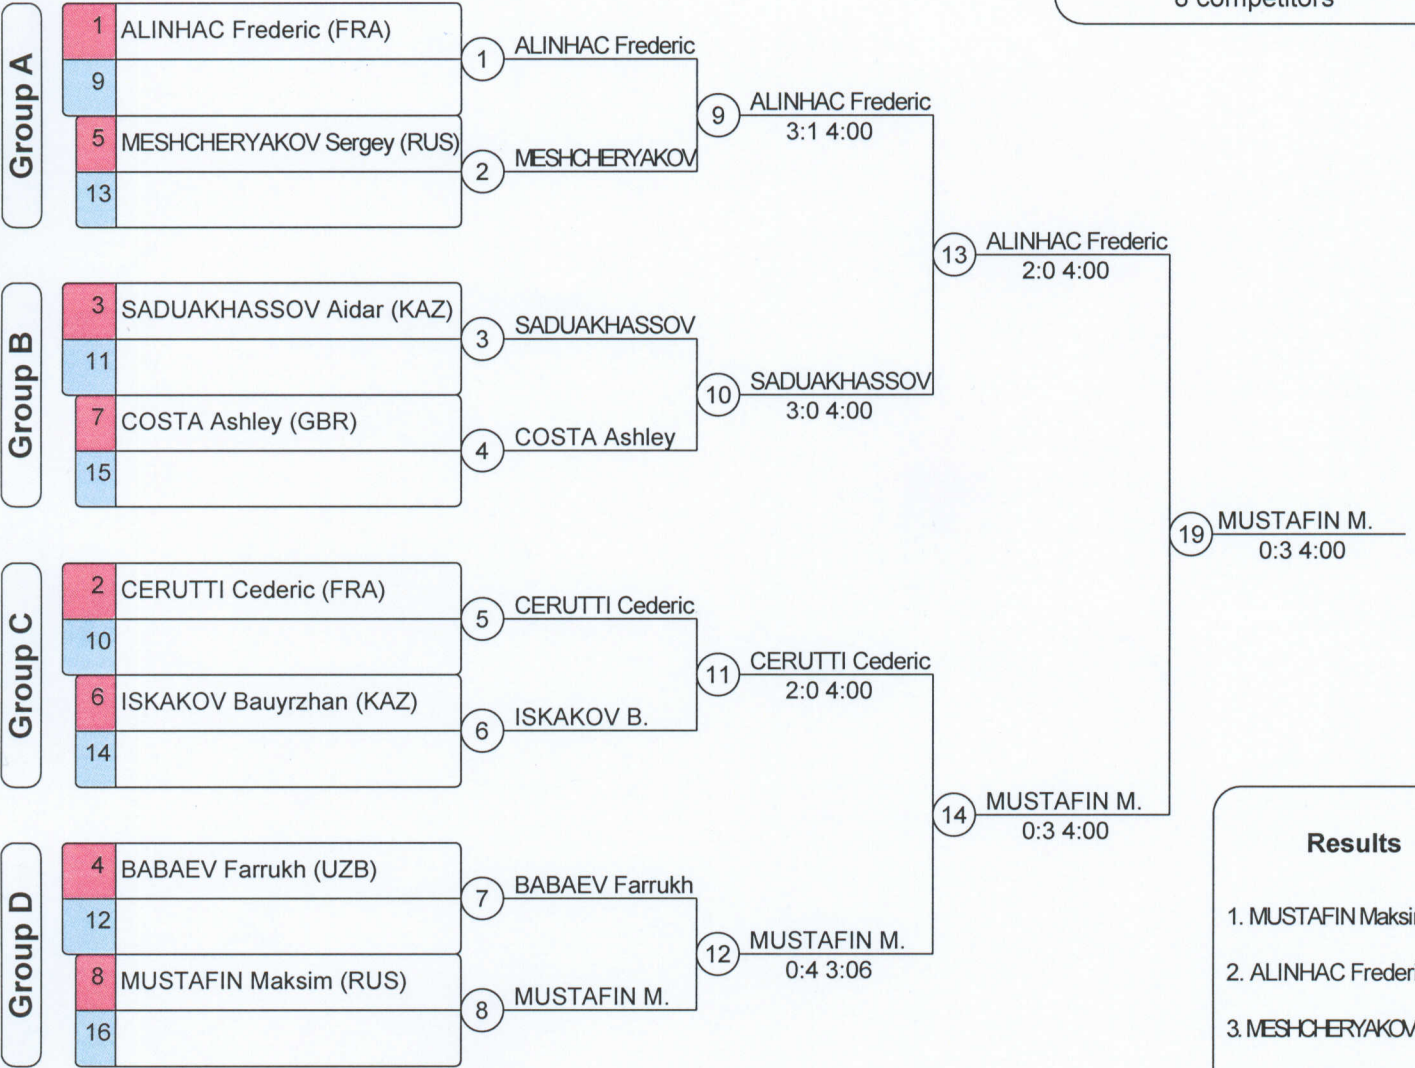 8 competitors
Group A
1 ALINHAC Frederic (FRA)
9
5 MESHCHERYAKOV Sergey (RUS)
13
1 ALINHAC Frederic
2 MESHCHERYAKOV
9 ALINHAC Frederic
3:1 4:00
Group B
3 SADUAKHASSOV Aidar (KAZ)
11
7 COSTA Ashley (GBR)
15
3 SADUAKHASSOV
4 COSTA Ashley
10 SADUAKHASSOV
3:0 4:00
13 ALINHAC Frederic
2:0 4:00
Group C
2 CERUTTI Cederic (FRA)
10
6 ISKAKOV Bauyrzhan (KAZ)
14
5 CERUTTI Cederic
6 ISKAKOV B.
11 CERUTTI Cederic
2:0 4:00
Group D
4 BABAEV Farrukh (UZB)
12
8 MUSTAFIN Maksim (RUS)
16
7 BABAEV Farrukh
8 MUSTAFIN M.
12 MUSTAFIN M.
0:4 3:06
14 MUSTAFIN M.
0:3 4:00
19 MUSTAFIN M.
0:3 4:00
Results
1. MUSTAFIN
2. ALINHAC
3. MESHCHERYAKOV